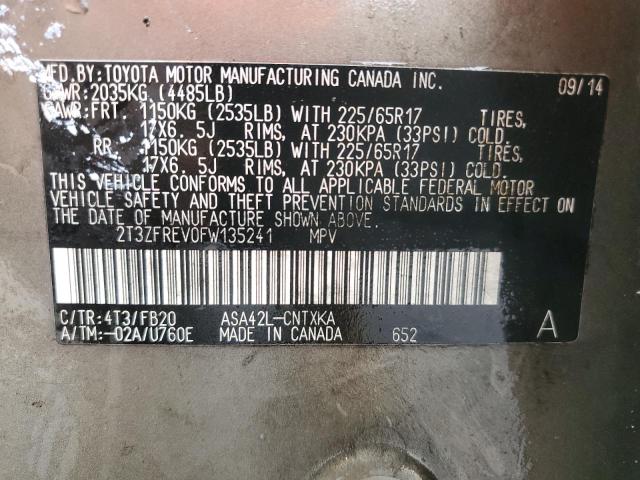 MFD.BY:TOYOTA MOTOR MANUFACTURING CANADA INC. 09/14
GVWR:2035KG (4485LB)
GAWR:FRT. 1150KG (2535LB) WITH 225/65R17 TIRES,
17X6.5J RIMS, AT 230KPA (33PSI) COLD.
RR. 1150KG (2535LB) WITH 225/65R17 TIRES,
17X6.5J RIMS, AT 230KPA (33PSI) COLD.
THIS VEHICLE CONFORMS TO ALL APPLICABLE FEDERAL MOTOR
VEHICLE SAFETY AND THEFT PREVENTION STANDARDS IN EFFECT ON
THE DATE OF MANUFACTURE SHOWN ABOVE.
2T3ZFREV0FW135241 MPV
C/TR:4T3/FB20 ASA42L-CNTXKA
A/TM:-02A/U760E MADE IN CANADA 652 A